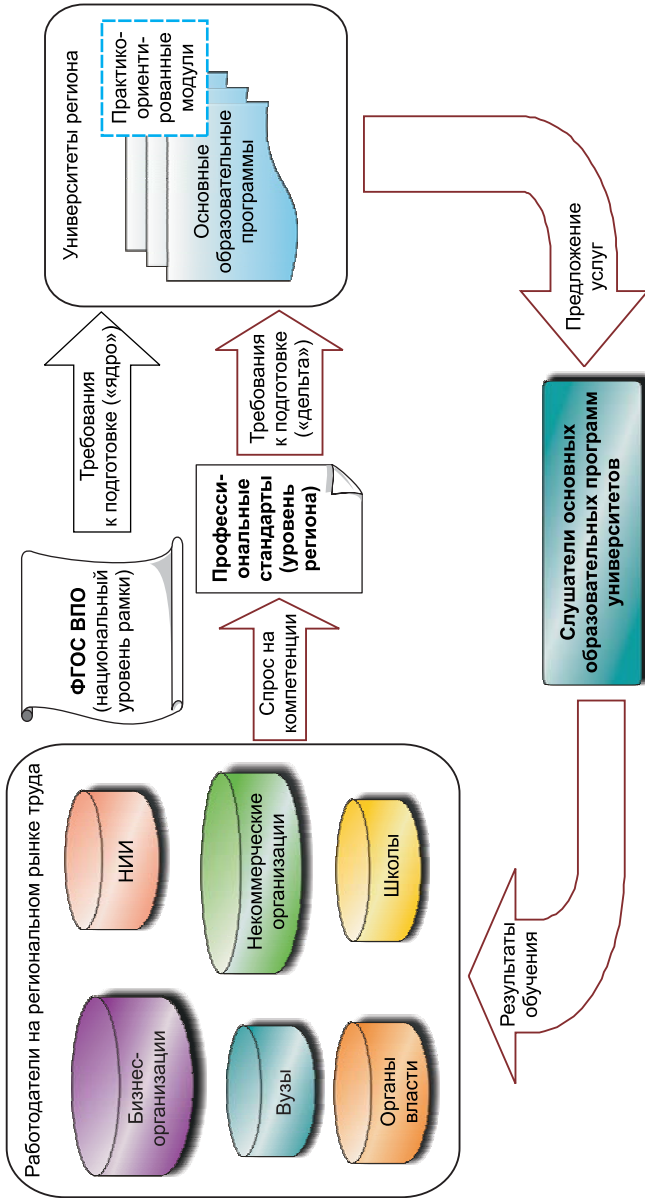 Работодатели на региональном рынке труда
Бизнес-
организации
НИИ
Вузы
Некоммерческие
организации
Органы
власти
Школы
ФГОС ВПО
(национальный
уровень рамки)
Спрос на
компетенции
Професси-
ональные
стандарты
(уровень
региона)
Требования
к подготовке («ядро»)
Требования
к подготовке
(«дельта»)
Университеты региона
Практико-
ориенти-
рованные
модули
Основные
образовательные
программы
Предложение
услуг
Слушатели основных
образовательных программ
университетов
Результаты
обучения